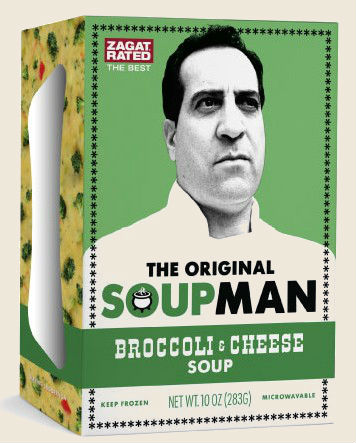 ZAGAT
RATED
THE BEST
THE ORIGINAL
SOUPMAN
BROCCOLI & CHEESE
SOUP
KEEP FROZEN NET WT. 10 OZ (283G) MICROWAVABLE